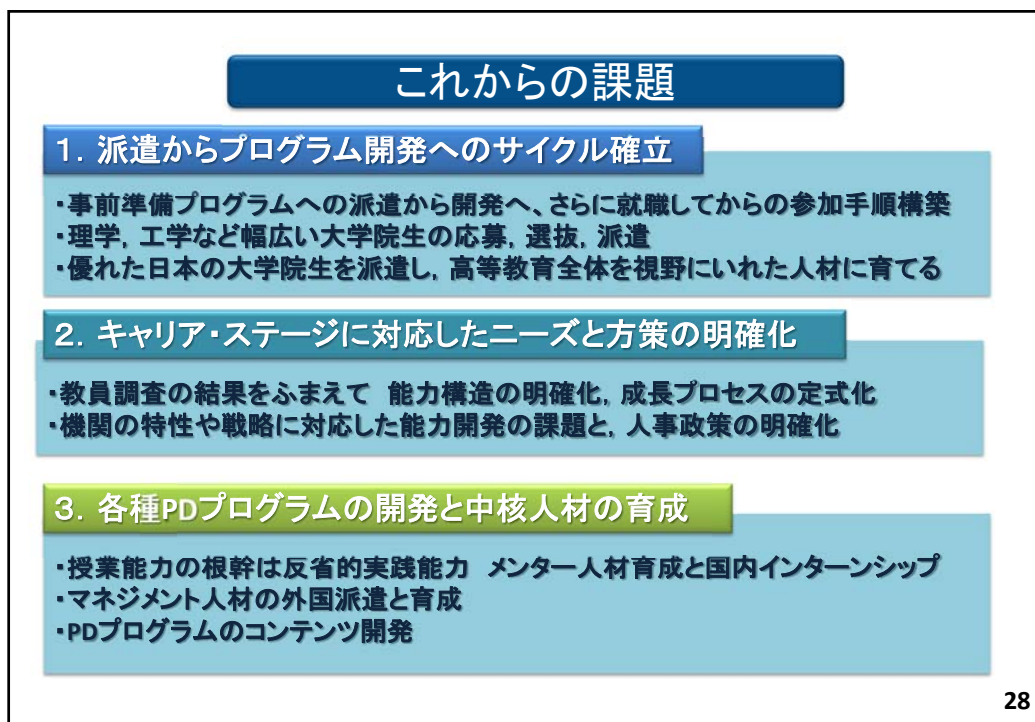 これからの課題
１．派遣からプログラム開発へのサイクル確立
・事前準備プログラムへの派遣から開発へ、さらに就職してからの参加手順構築
・理学，工学など幅広い大学院生の応募，選抜，派遣
・優れた日本の大学院生を派遣し，高等教育全体を視野にいれた人材に育てる
２．キャリア・ステージに対応したニーズと方策の明確化
・教員調査の結果をふまえて　能力構造の明確化，成長プロセスの定式化
・機関の特性や戦略に対応した能力開発の課題と，人事政策の明確化
３．各種PDプログラムの開発と中核人材の育成
・授業能力の根幹は反省的実践能力　メンター人材育成と国内インターンシップ
・マネジメント人材の外国派遣と育成
・PDプログラムのコンテンツ開発
28